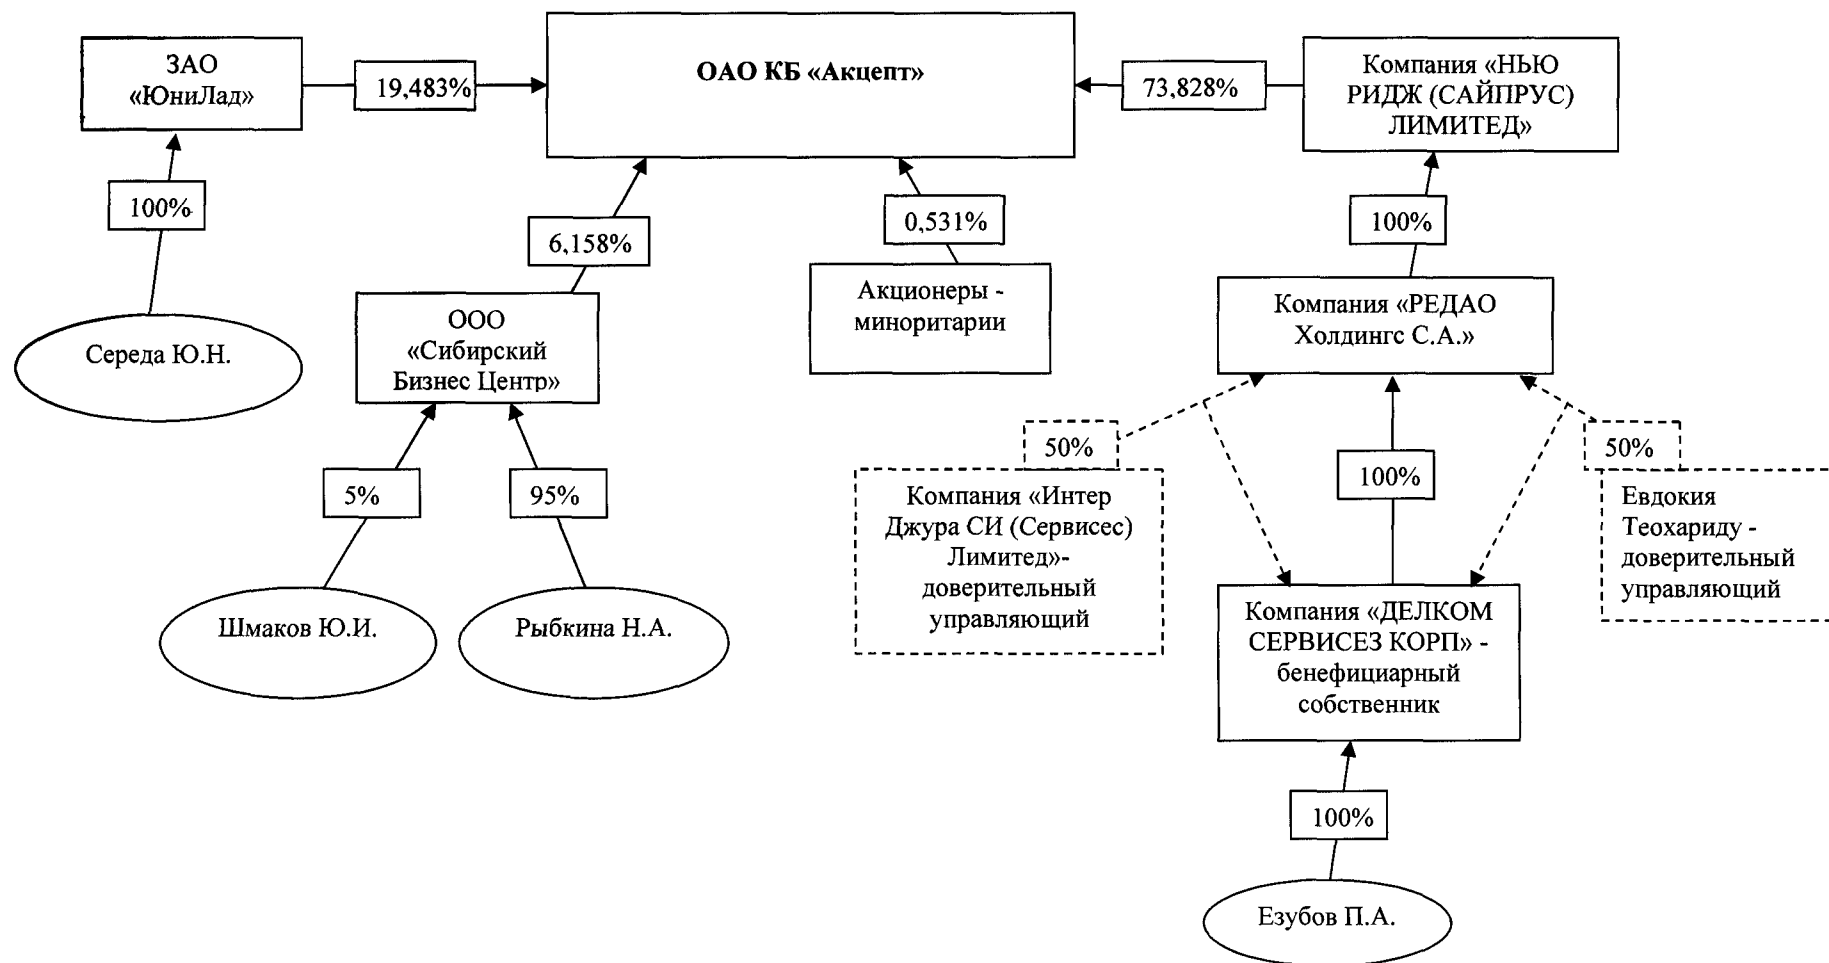 ЗАО
«ЮниЛад»
19,483%
ОАО КБ «Акцепт»
73,828%
Компания «НЬЮ
РИДЖ (САЙПРУС)
ЛИМИТЕД»
100%
6,158%
0,531%
100%
Середа Ю.Н.
ООО
«Сибирский
Бизнес Центр»
Акционеры -
миноритарии
Компания «РЕДАО
Холдингс С.А.»
5%
95%
50%
100%
50%
Шмаков Ю.И.
Рыбкина Н.А.
Компания «Интер
Джура СИ (Сервисес)
Лимитед»-
доверительный
управляющий
Евдокия
Теохариду -
доверительный
управляющий
Компания «ДЕЛКОМ
СЕРВИСЕЗ КОРП» -
бенефициарный
собственник
100%
Езубов П.А.